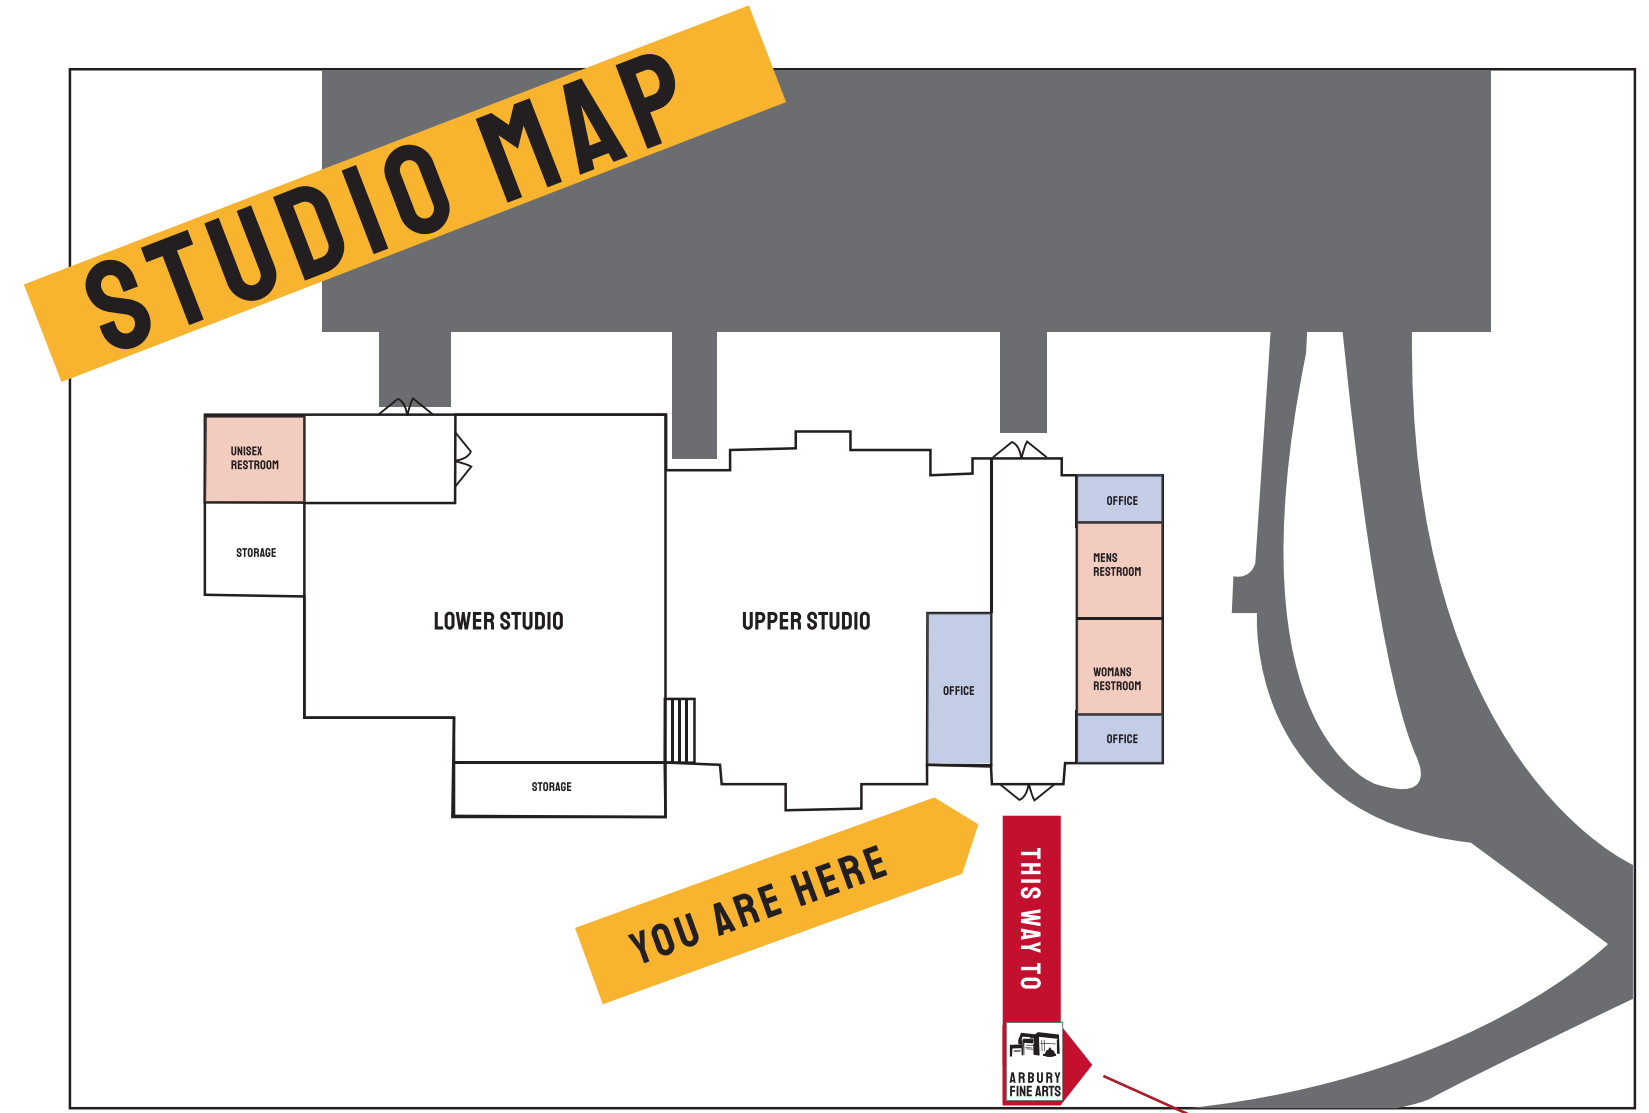 STUDIO MAP
UNISEX
RESTROOM
STORAGE
LOWER STUDIO
STORAGE
UPPER STUDIO
OFFICE
OFFICE
MENS
RESTROOM
WOMANS
RESTROOM
OFFICE
YOU ARE HERE
THIS WAY TO
ARBURY
FINE ARTS